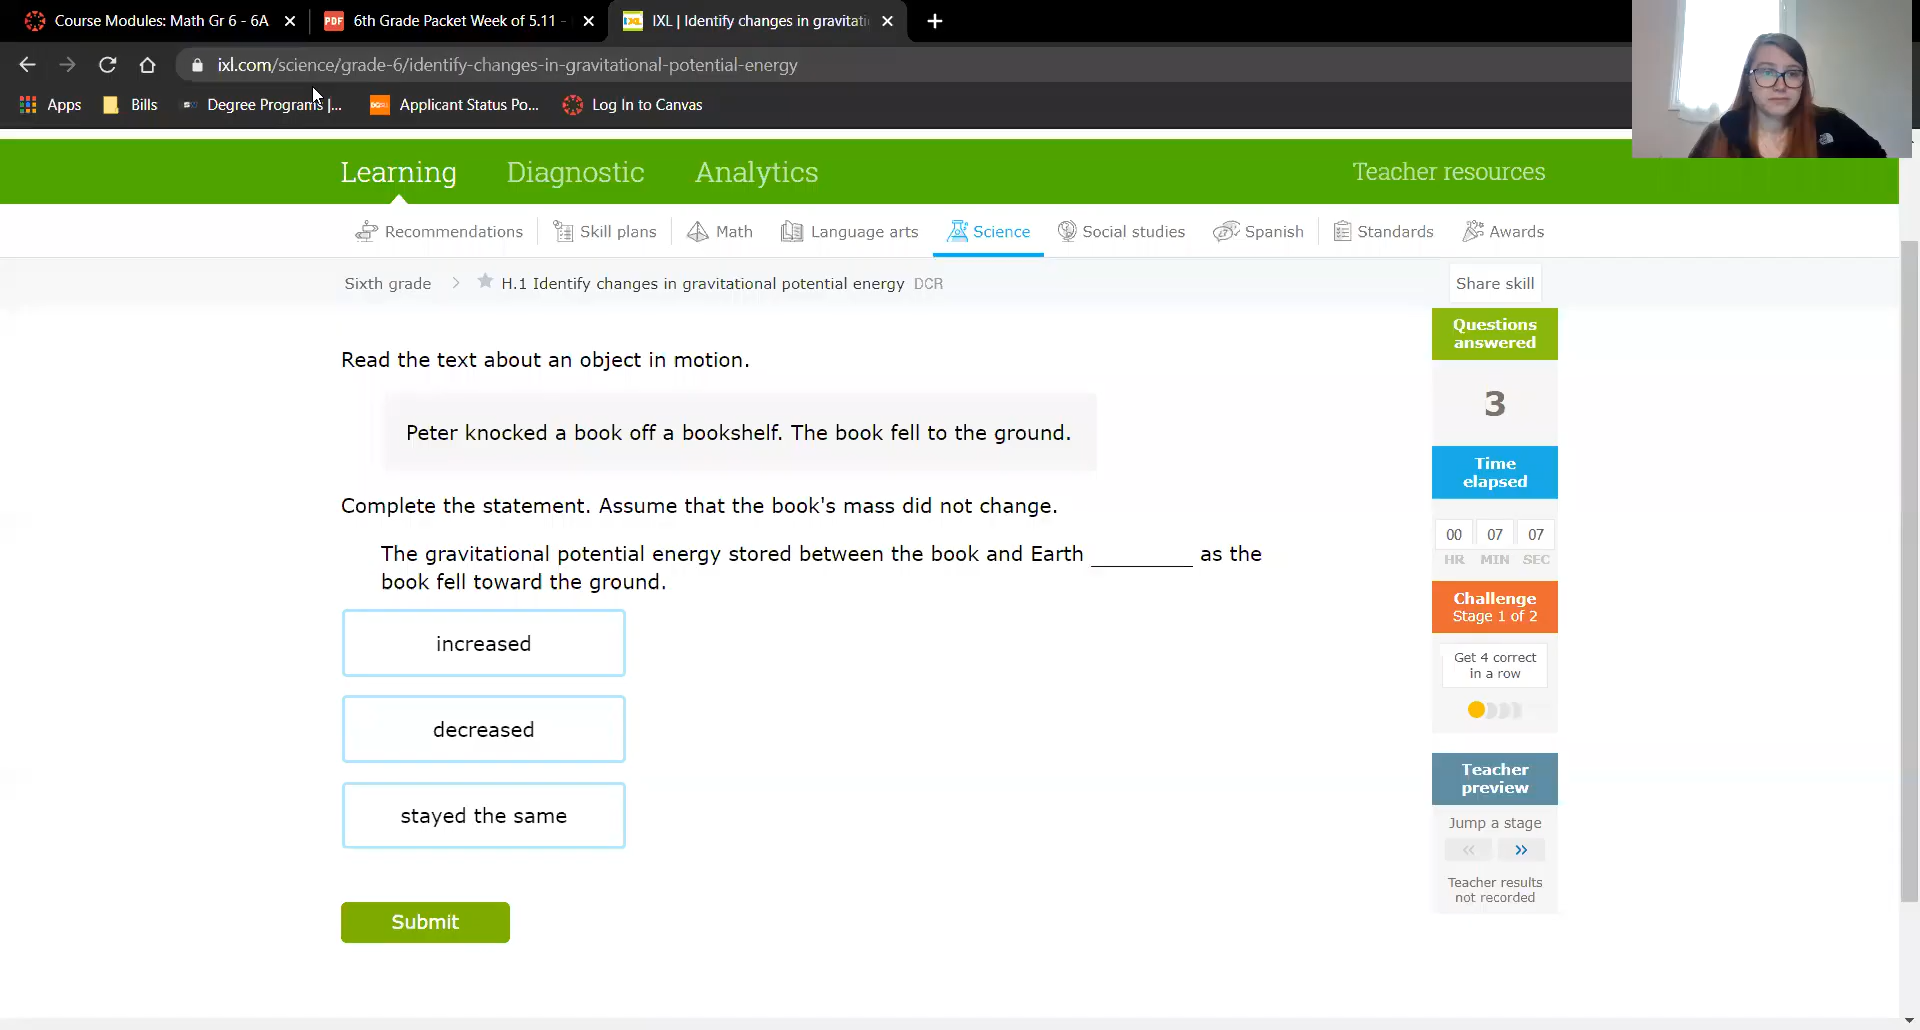 Course Modules: Math Gr 6 - 6A
PDF 6th Grade Packet Week of 5.11 -
IXL IXL | Identify changes in gravitati
ixl.com/science/grade-6/identify-changes-in-gravitational-potential-energy
Apps Bills Degree Programs |... Applicant Status Po... Log In to Canvas
Learning Diagnostic Analytics Teacher resources
Recommendations Skill plans Math Language arts Science Social studies Spanish Standards Awards
Sixth grade > H.1 Identify changes in gravitational potential energy DCR Share skill
Read the text about an object in motion.
Peter knocked a book off a bookshelf. The book fell to the ground.
Complete the statement. Assume that the book's mass did not change.
The gravitational potential energy stored between the book and Earth _________ as the
book fell toward the ground.
increased
decreased
stayed the same
Submit
Questions
answered
3
Time
elapsed
00 07 07
HR MIN SEC
Challenge
Stage 1 of 2
Get 4 correct
in a row
Teacher
preview
Jump a stage
Teacher results
not recorded